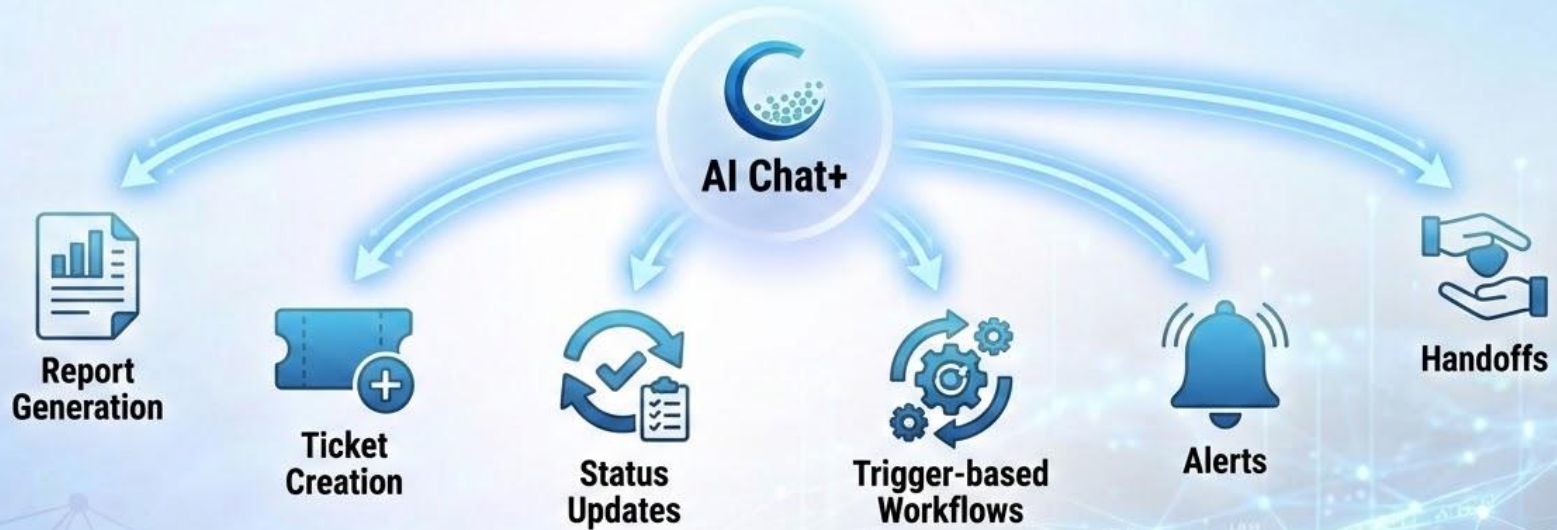 AI Chat+
Report
Generation
Ticket
Creation
Status
Updates
Trigger-based
Workflows
Alerts
Handoffs